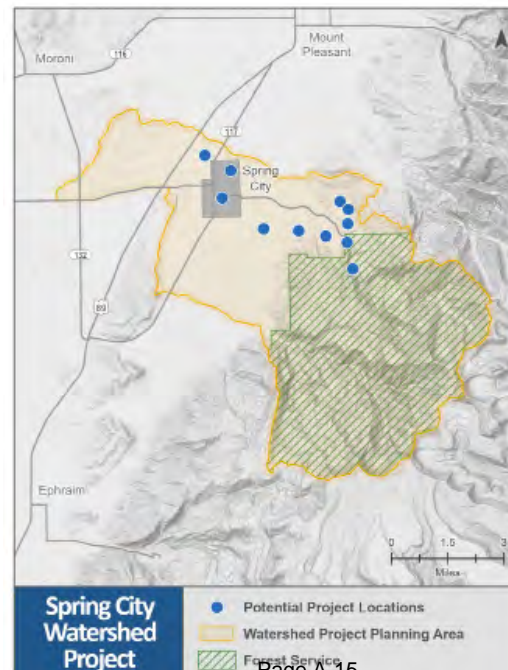 Moroni
116
Mount
Pleasant
117
Spring
City
132
89
Ephraim
0 1.5 3
Miles
Spring City
Watershed
Project
Potential Project Locations
Watershed Project Planning Area
Forest Service
Page A-15